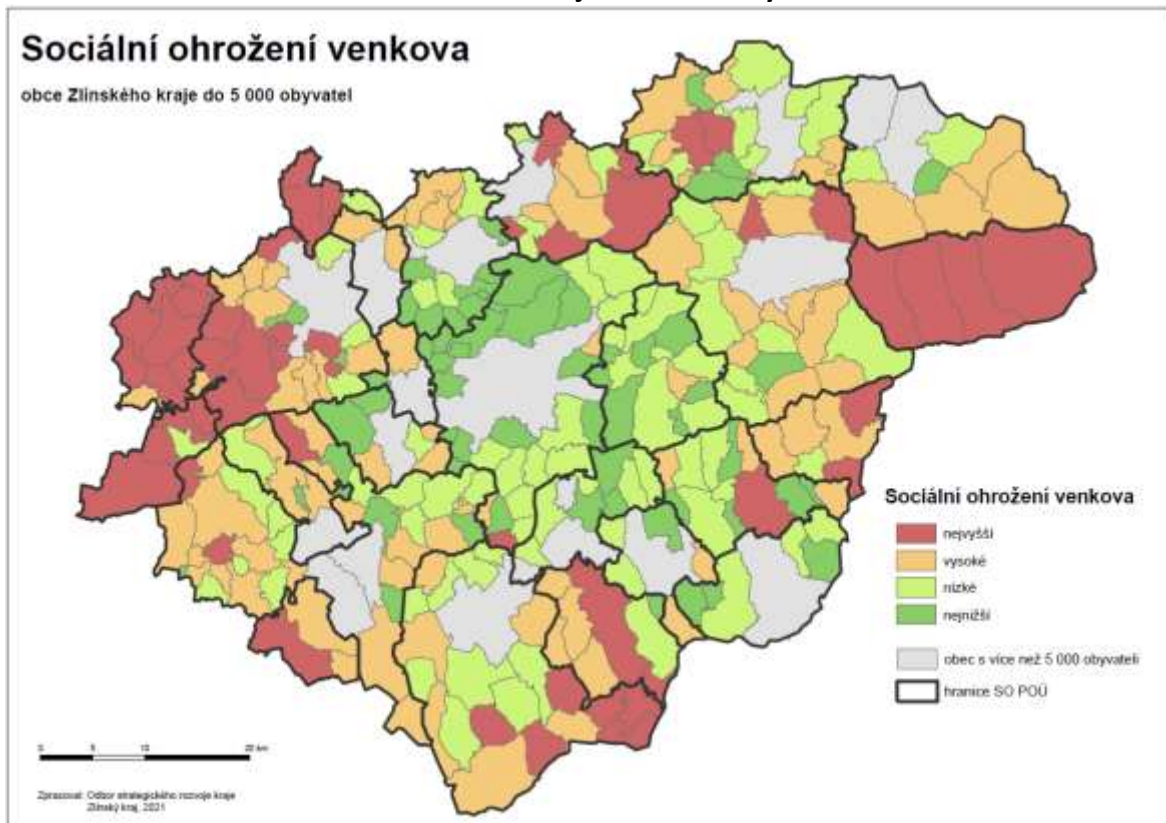 Sociální ohrožení venkova
obce Zlínského kraje do 5 000 obyvatel
Sociální ohrožení venkova
nejvyšší
vysoké
nízké
nejnižší
obec s více než 5 000 obyvateli
hranice SO POÚ
0 5 10 20 km
Zpracoval: Odbor strategického rozvoje kraje
Zlínský kraj, 2021